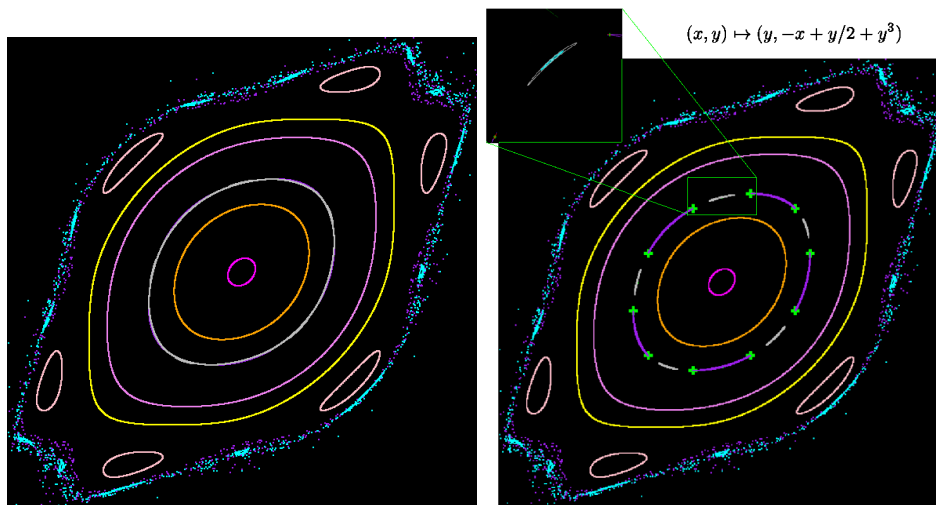 (x, y) ↦ (y, −x + y/2 + y³)